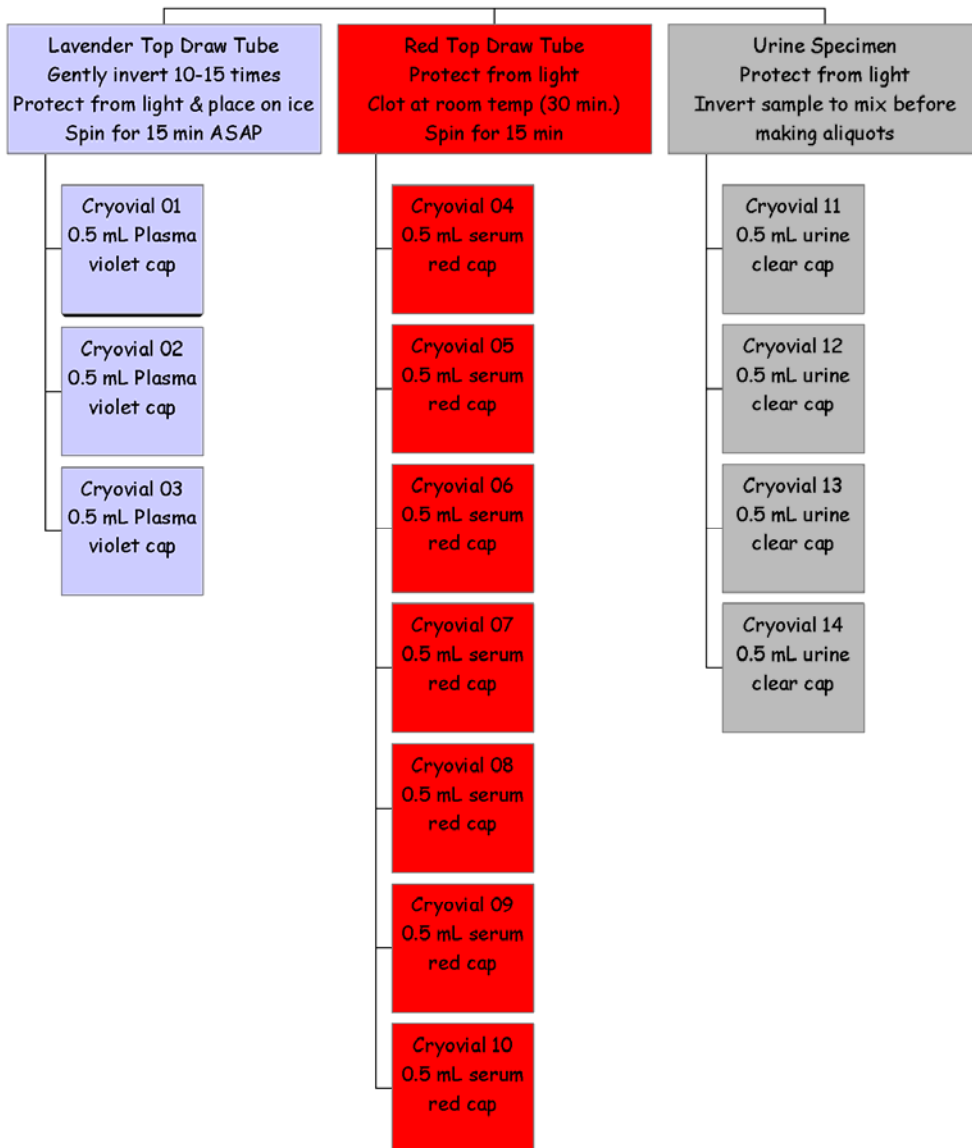 Lavender Top Draw Tube
Gently invert 10-15 times
Protect from light & place on ice
Spin for 15 min ASAP
Cryovial 01
0.5 mL Plasma
violet cap
Cryovial 02
0.5 mL Plasma
violet cap
Cryovial 03
0.5 mL Plasma
violet cap
Red Top Draw Tube
Protect from light
Clot at room temp (30 min.)
Spin for 15 min
Cryovial 04
0.5 mL serum
red cap
Cryovial 05
0.5 mL serum
red cap
Cryovial 06
0.5 mL serum
red cap
Cryovial 07
0.5 mL serum
red cap
Cryovial 08
0.5 mL serum
red cap
Cryovial 09
0.5 mL serum
red cap
Cryovial 10
0.5 mL serum
red cap
Urine Specimen
Protect from light
Invert sample to mix before
making aliquots
Cryovial 11
0.5 mL urine
clear cap
Cryovial 12
0.5 mL urine
clear cap
Cryovial 13
0.5 mL urine
clear cap
Cryovial 14
0.5 mL urine
clear cap